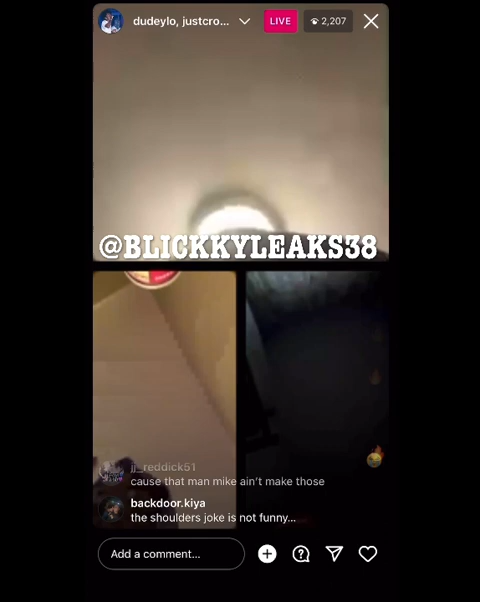 dudeylo, justcro...
LIVE
2,207
@BLICKKYLEAKS38
jj_reddick51
cause that man mike ain't make those
backdoor.kiya
the shoulders joke is not funny...
Add a comment...